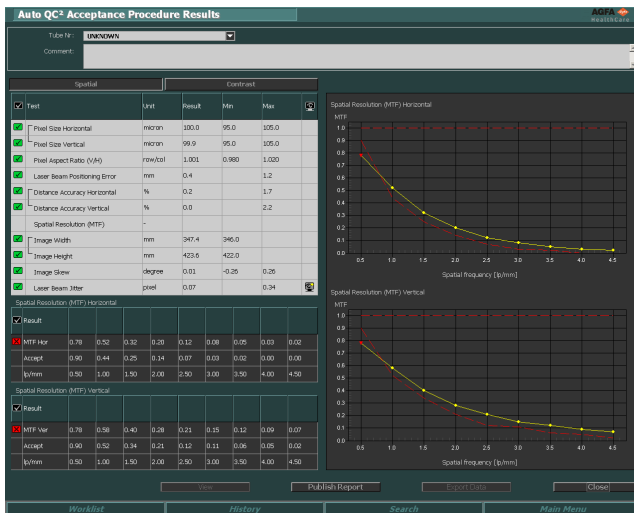 Auto QC² Acceptance Procedure Results
AGFA
HealthCare
Tube Nr: UNKNOWN
Comment:
Spatial Contrast
Test Unit Result Min Max
Pixel Size Horizontal micron 100.0 95.0 105.0
Pixel Size Vertical micron 99.9 95.0 105.0
Pixel Aspect Ratio (V/H) row/col 1.001 0.980 1.020
Laser Beam Positioning Error mm 0.4 1.2
Distance Accuracy Horizontal % 0.2 1.7
Distance Accuracy Vertical % 0.0 2.2
Spatial Resolution (MTF) -
Image Width mm 347.4 346.0
Image Height mm 423.6 422.0
Image Skew degree 0.01 -0.26 0.26
Laser Beam Jitter pixel 0.07 0.34
Spatial Resolution (MTF) Horizontal
Result
MTF Hor 0.78 0.52 0.32 0.20 0.12 0.08 0.05 0.03 0.02
Accept 0.90 0.44 0.25 0.14 0.07 0.03 0.02 0.00 0.00
lp/mm 0.50 1.00 1.50 2.00 2.50 3.00 3.50 4.00 4.50
Spatial Resolution (MTF) Vertical
Result
MTF Ver 0.78 0.58 0.40 0.28 0.21 0.15 0.12 0.09 0.07
Accept 0.90 0.52 0.34 0.21 0.12 0.11 0.06 0.05 0.02
lp/mm 0.50 1.00 1.50 2.00 2.50 3.00 3.50 4.00 4.50
Spatial Resolution (MTF) Horizontal
MTF
1.0
0.9
0.8
0.7
0.6
0.5
0.4
0.3
0.2
0.1
0.0
0.5 1.0 1.5 2.0 2.5 3.0 3.5 4.0 4.5
Spatial frequency [lp/mm]
Spatial Resolution (MTF) Vertical
MTF
1.0
0.9
0.8
0.7
0.6
0.5
0.4
0.3
0.2
0.1
0.0
0.5 1.0 1.5 2.0 2.5 3.0 3.5 4.0 4.5
Spatial frequency [lp/mm]
View Publish Report Export Data Close
Worklist History Search Main Menu